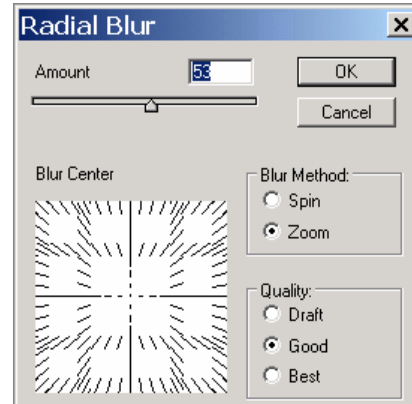 Radial Blur
Amount
53
OK
Cancel
Blur Center
Blur Method:
Spin
Zoom
Quality:
Draft
Good
Best